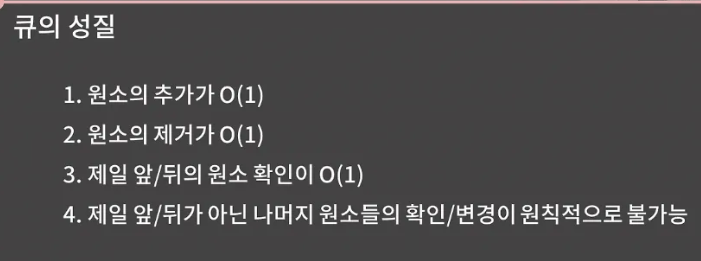 큐의 성질
1. 원소의 추가가 O(1)
2. 원소의 제거가 O(1)
3. 제일 앞/뒤의 원소 확인이 O(1)
4. 제일 앞/뒤가 아닌 나머지 원소들의 확인/변경이 원칙적으로 불가능